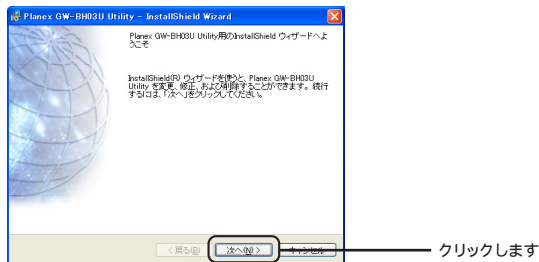 Planex GW-BH03U Utility - InstallShield Wizard
Planex GW-BH03U Utility用のInstallShield ウィザードへよ
うこそ
InstallShield(R) ウィザードを使うと、Planex GW-BH03U
Utility を変更、修正、および削除することができます。続行
するには、「次へ」をクリックしてください。
< 戻る(B) 次へ(N) > キャンセル
クリックします